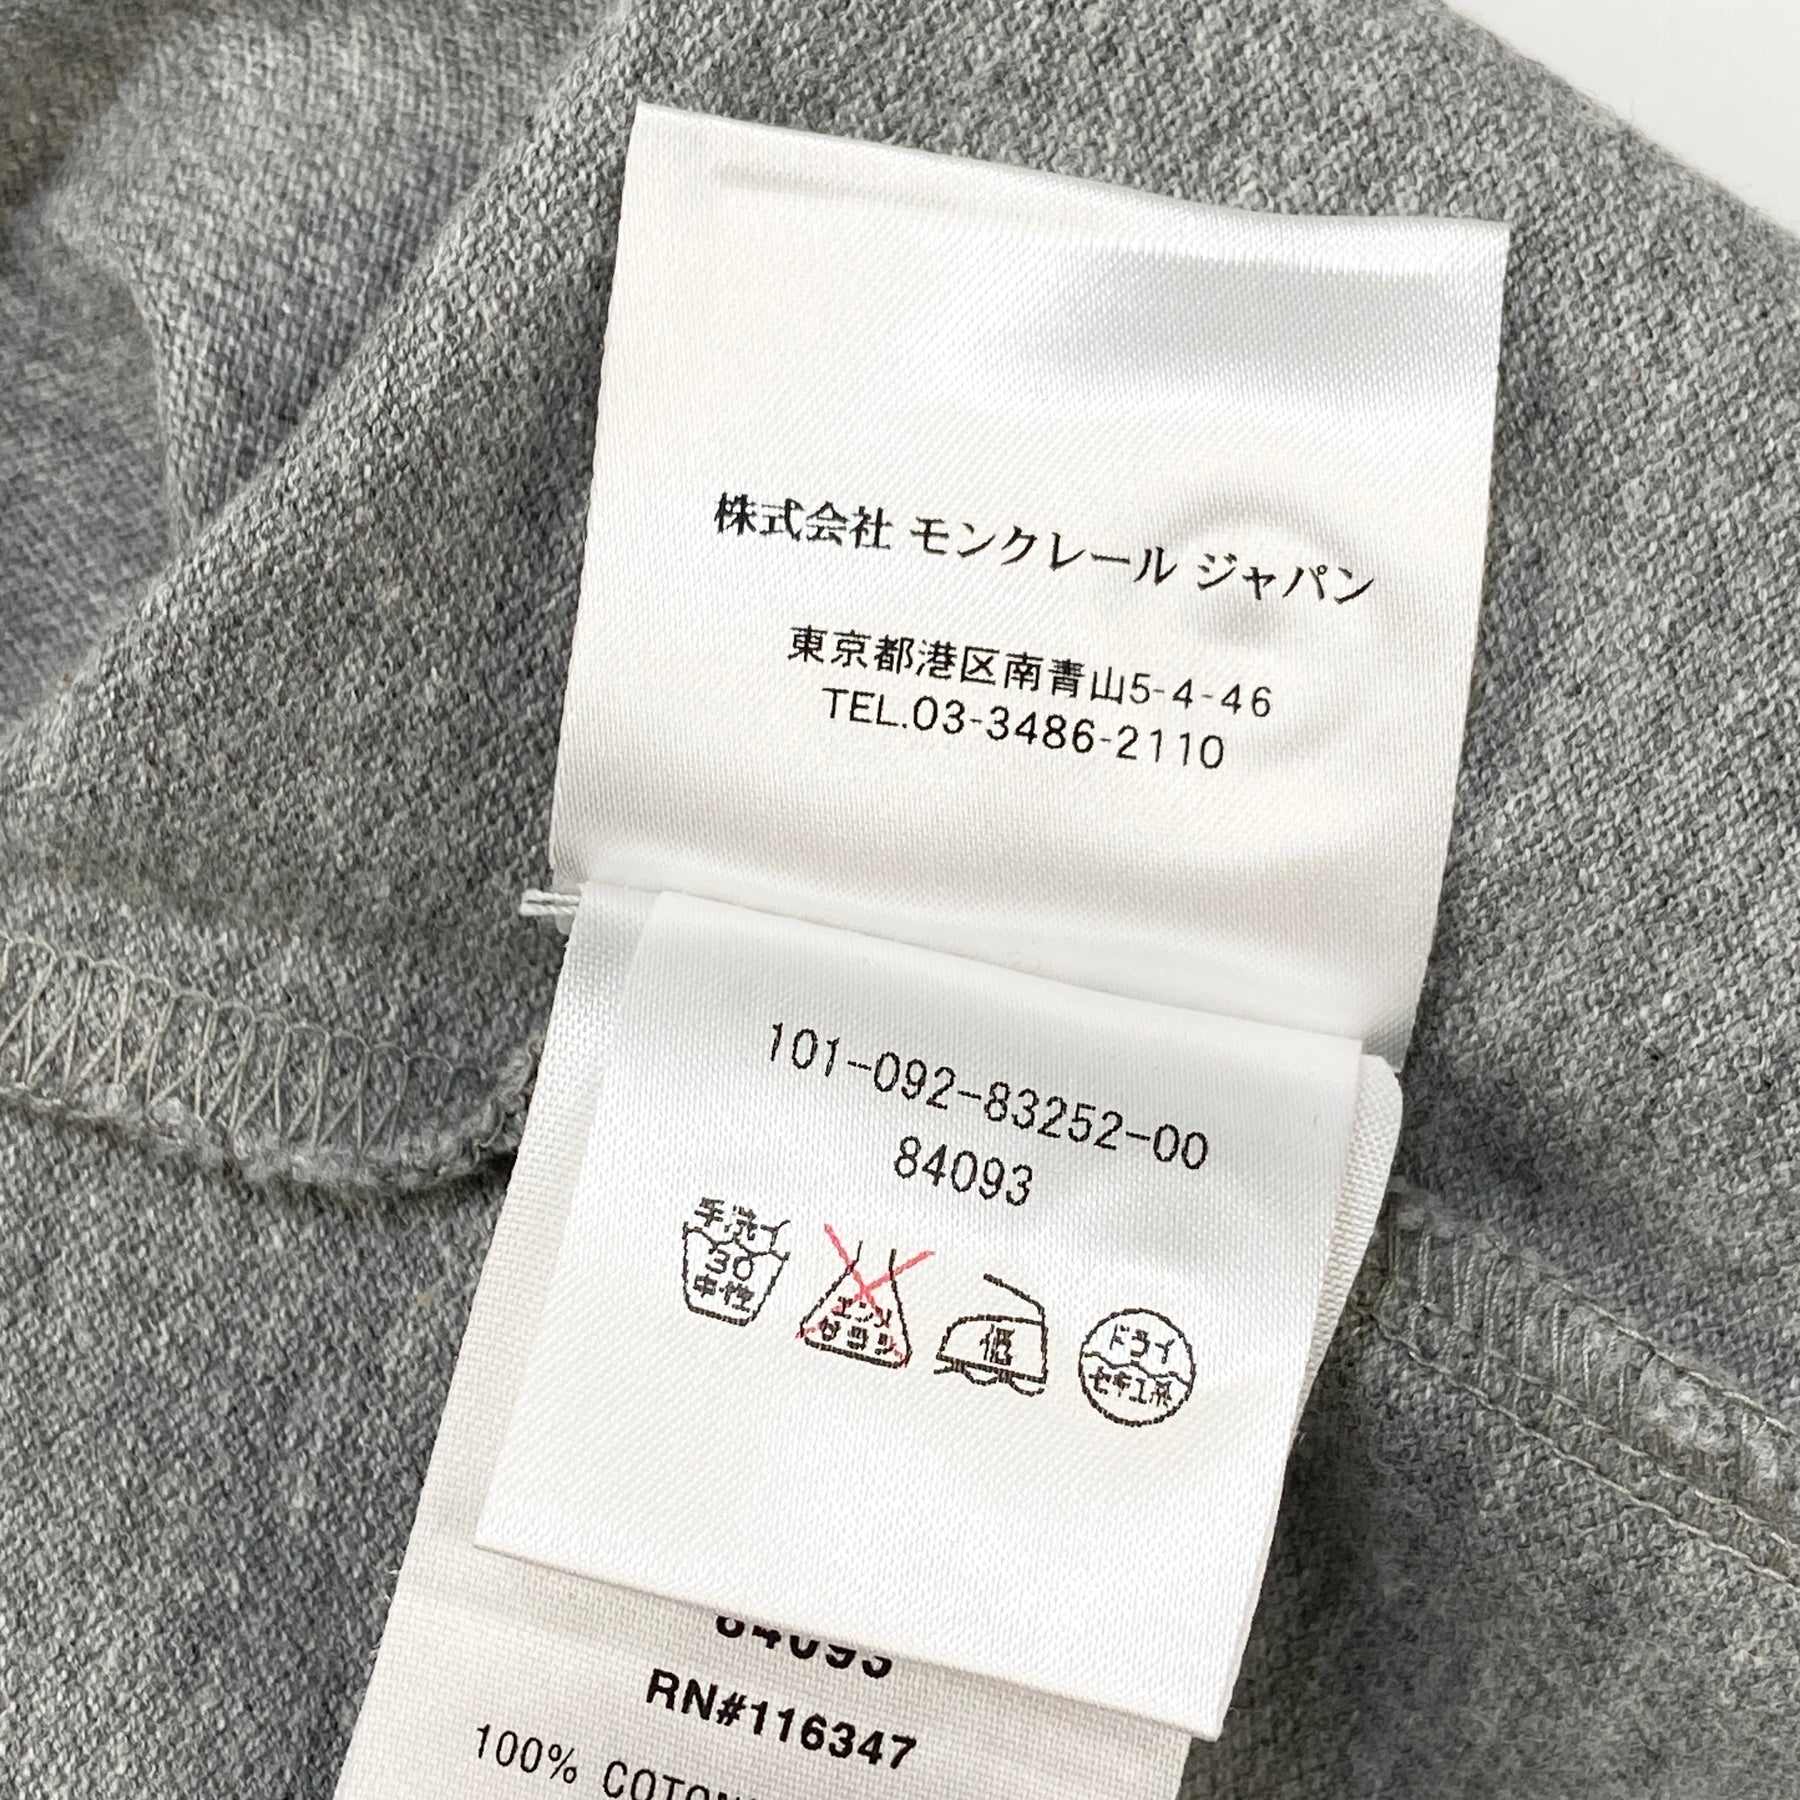 株式会社 モンクレール ジャパン
東京都港区南青山5-4-46
TEL.03-3486-2110
101-092-83252-00
84093
手洗イ
30
中性
エンソ
サラシ
低
ドライ
セキユ系
84093
RN#116347
100% COTON